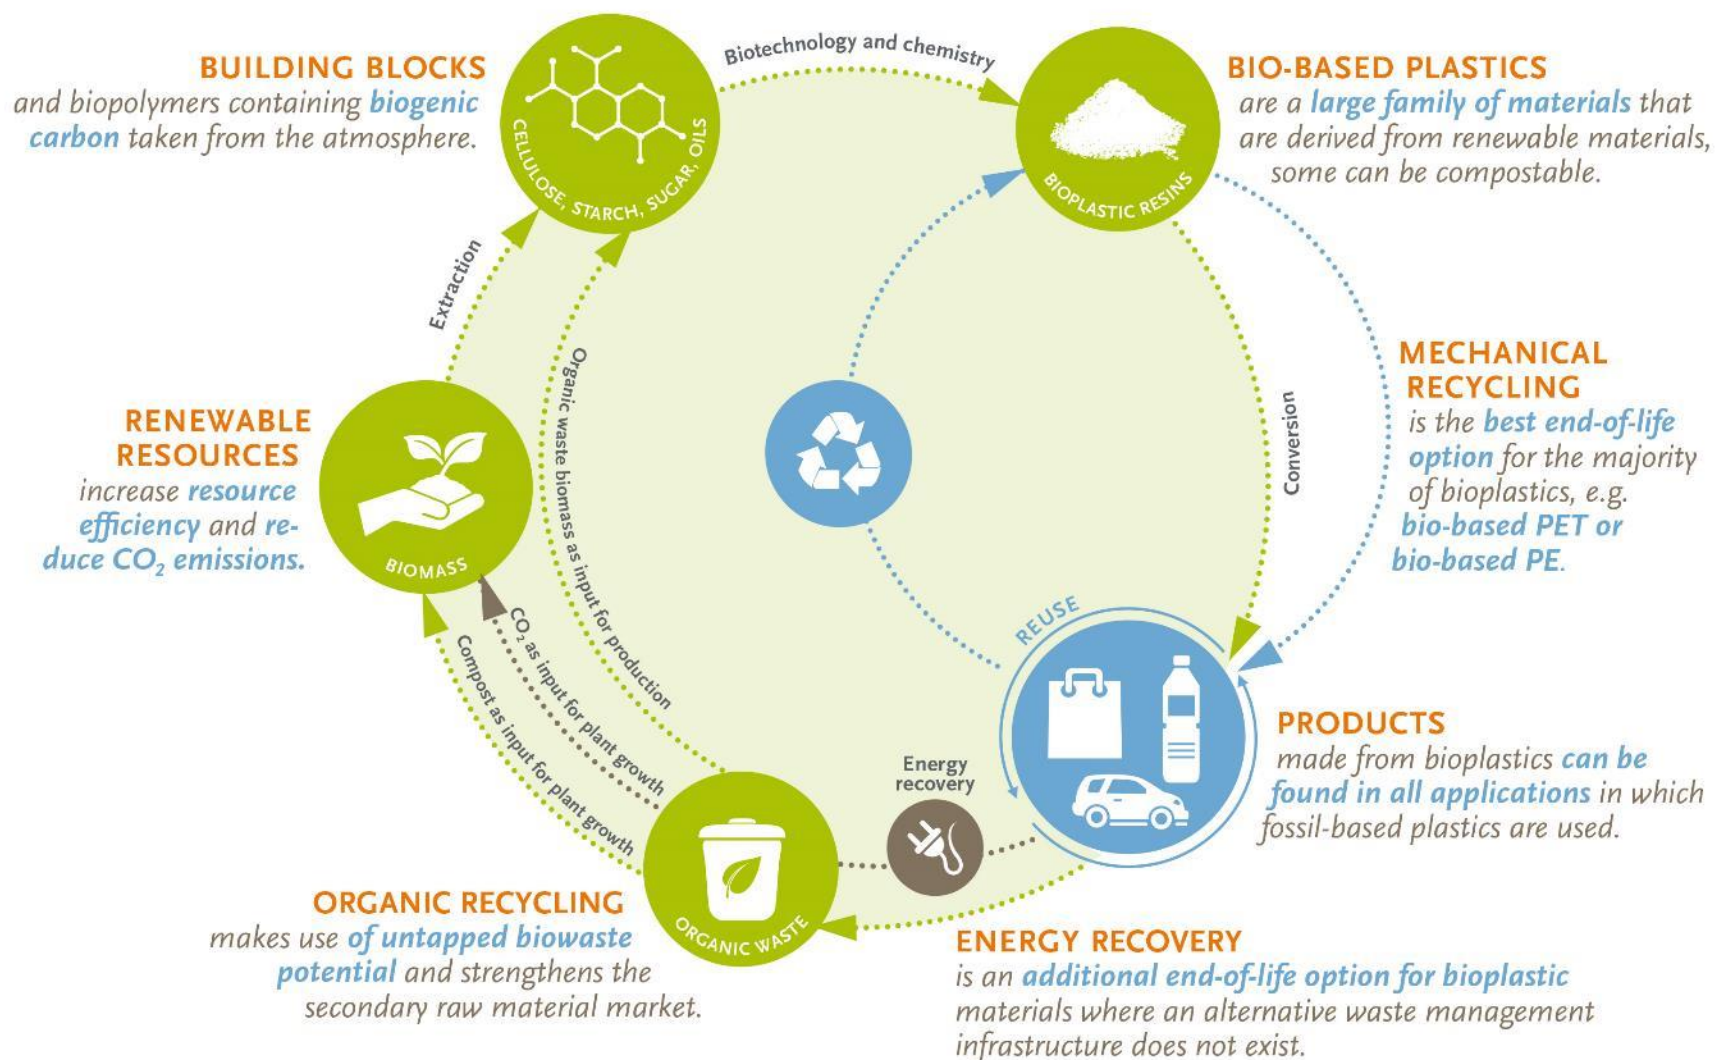 BUILDING BLOCKS
and biopolymers containing biogenic
carbon taken from the atmosphere.
CELLULOSE, STARCH, SUGAR, OILS
Biotechnology and chemistry
BIO-BASED PLASTICS
are a large family of materials that
are derived from renewable materials,
some can be compostable.
BIOPLASTIC RESINS
Extraction
Organic waste biomass as input for production
Conversion
MECHANICAL
RECYCLING
is the best end-of-life
option for the majority
of bioplastics, e.g.
bio-based PET or
bio-based PE.
RENEWABLE
RESOURCES
increase resource
efficiency and re-
duce CO₂ emissions.
BIOMASS
CO₂ as input for plant growth
Compost as input for plant growth
REUSE
PRODUCTS
made from bioplastics can be
found in all applications in which
fossil-based plastics are used.
Energy
recovery
ORGANIC WASTE
ORGANIC RECYCLING
makes use of untapped biowaste
potential and strengthens the
secondary raw material market.
ENERGY RECOVERY
is an additional end-of-life option for bioplastic
materials where an alternative waste management
infrastructure does not exist.